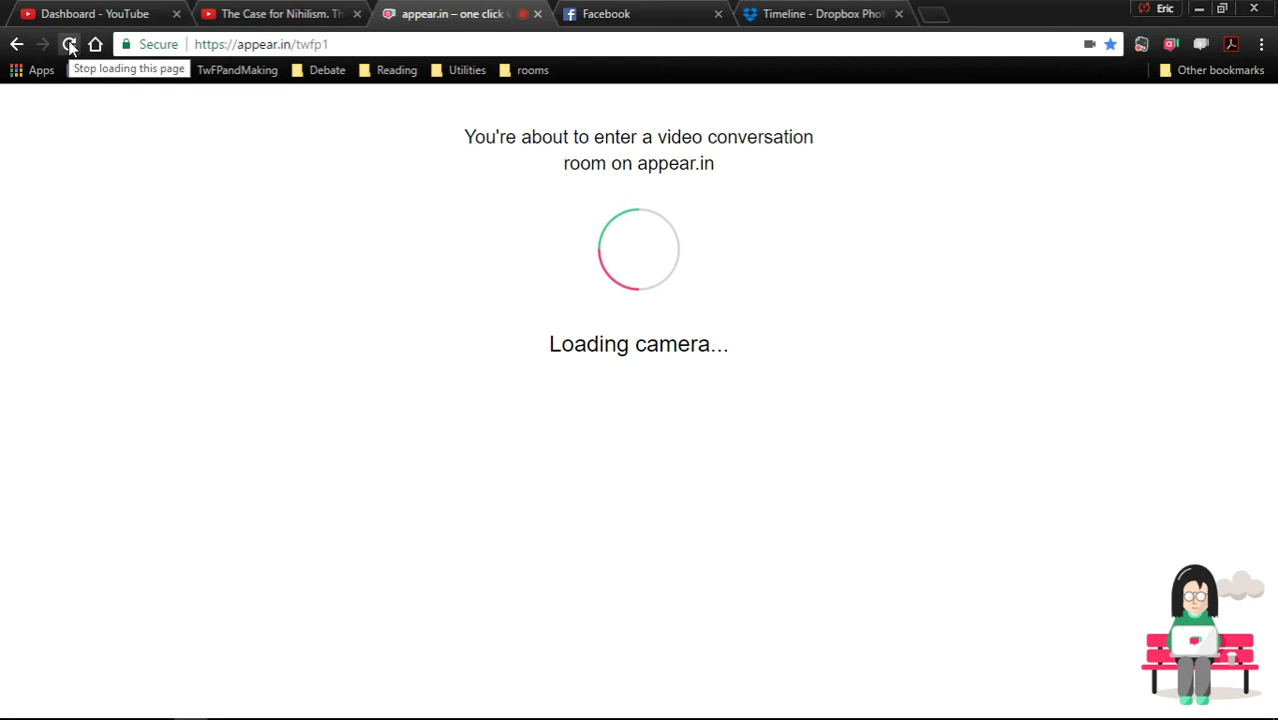 Dashboard - YouTube
The Case for Nihilism. Th
appear.in – one click v
Facebook
Timeline - Dropbox Phot
Eric
Secure
https://appear.in/twfp1
Apps
Stop loading this page
TwFPandMaking
Debate
Reading
Utilities
rooms
Other bookmarks
You're about to enter a video conversation
room on appear.in
Loading camera...